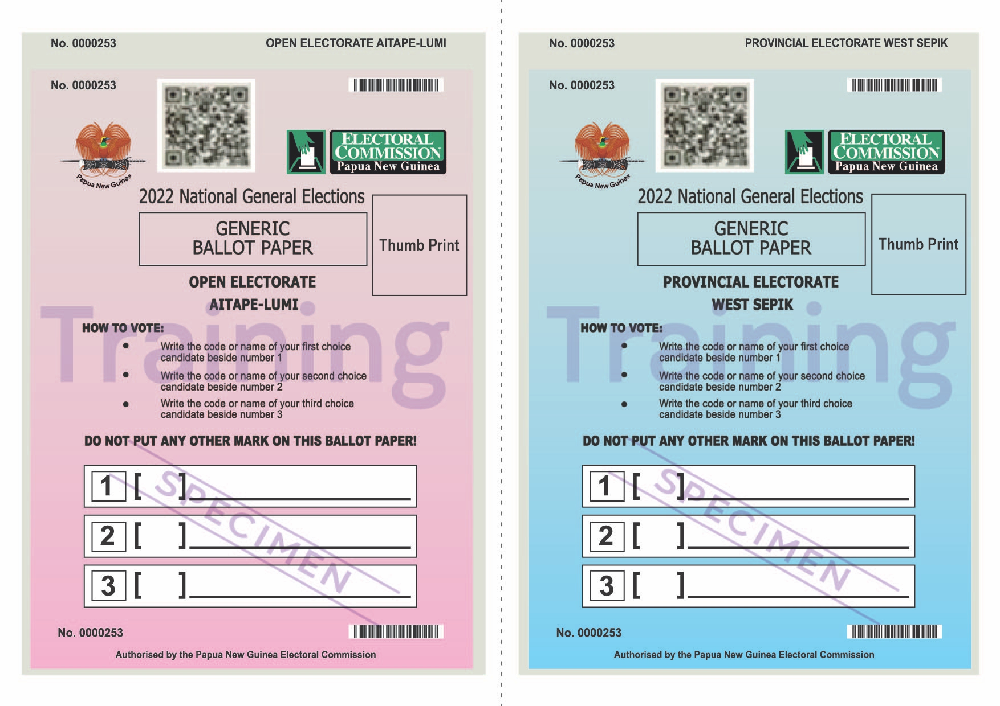 No. 0000253
OPEN ELECTORATE AITAPE-LUMI
No. 0000253
Papua New Guinea
ELECTORAL
COMMISSION
Papua New Guinea
2022 National General Elections
GENERIC
BALLOT PAPER
Thumb Print
OPEN ELECTORATE
AITAPE-LUMI
Training
HOW TO VOTE:
● Write the code or name of your first choice
candidate beside number 1
● Write the code or name of your second choice
candidate beside number 2
● Write the code or name of your third choice
candidate beside number 3
DO NOT PUT ANY OTHER MARK ON THIS BALLOT PAPER!
1 [ ]
2 [ ]
3 [ ]
SPECIMEN
No. 0000253
Authorised by the Papua New Guinea Electoral Commission
No. 0000253
PROVINCIAL ELECTORATE WEST SEPIK
No. 0000253
Papua New Guinea
ELECTORAL
COMMISSION
Papua New Guinea
2022 National General Elections
GENERIC
BALLOT PAPER
Thumb Print
PROVINCIAL ELECTORATE
WEST SEPIK
Training
HOW TO VOTE:
● Write the code or name of your first choice
candidate beside number 1
● Write the code or name of your second choice
candidate beside number 2
● Write the code or name of your third choice
candidate beside number 3
DO NOT PUT ANY OTHER MARK ON THIS BALLOT PAPER!
1 [ ]
2 [ ]
3 [ ]
SPECIMEN
No. 0000253
Authorised by the Papua New Guinea Electoral Commission